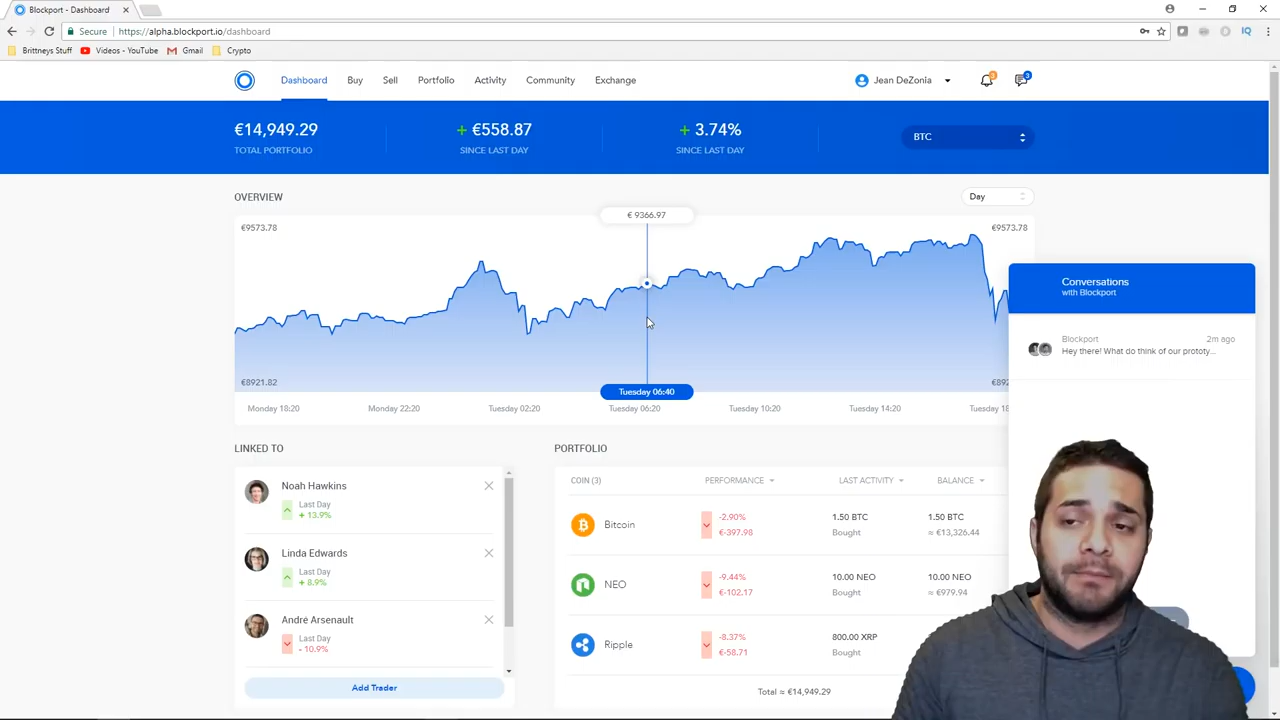 Blockport - Dashboard
Secure
https://alpha.blockport.io/dashboard
Brittneys Stuff
Videos - YouTube
Gmail
Crypto
Dashboard
Buy
Sell
Portfolio
Activity
Community
Exchange
Jean DeZonia
€14,949.29
TOTAL PORTFOLIO
+ €558.87
SINCE LAST DAY
+ 3.74%
SINCE LAST DAY
BTC
OVERVIEW
Day
€ 9366.97
€9573.78
€9573.78
€8921.82
Tuesday 06:40
Monday 18:20
Monday 22:20
Tuesday 02:20
Tuesday 06:20
Tuesday 10:20
Tuesday 14:20
Tuesday 18
Conversations
with Blockport
Blockport
2m ago
Hey there! What do think of our prototy...
LINKED TO
Noah Hawkins
Last Day
+ 13.9%
Linda Edwards
Last Day
+ 8.9%
André Arsenault
Last Day
- 10.9%
Add Trader
PORTFOLIO
COIN (3)
PERFORMANCE
LAST ACTIVITY
BALANCE
Bitcoin
-2.90%
€-397.98
1.50 BTC
Bought
1.50 BTC
≈ €13,326.44
NEO
-9.44%
€-102.17
10.00 NEO
Bought
10.00 NEO
≈ €979.94
Ripple
-8.37%
€-58.71
800.00 XRP
Bought
Total ≈ €14,949.29